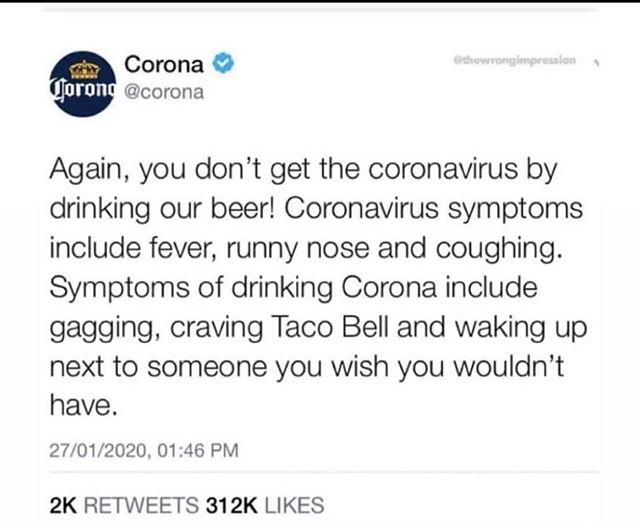 Corona
@thewrongimpression
Corona
@corona
Again, you don’t get the coronavirus by
drinking our beer! Coronavirus symptoms
include fever, runny nose and coughing.
Symptoms of drinking Corona include
gagging, craving Taco Bell and waking up
next to someone you wish you wouldn’t
have.
27/01/2020, 01:46 PM
2K RETWEETS 312K LIKES